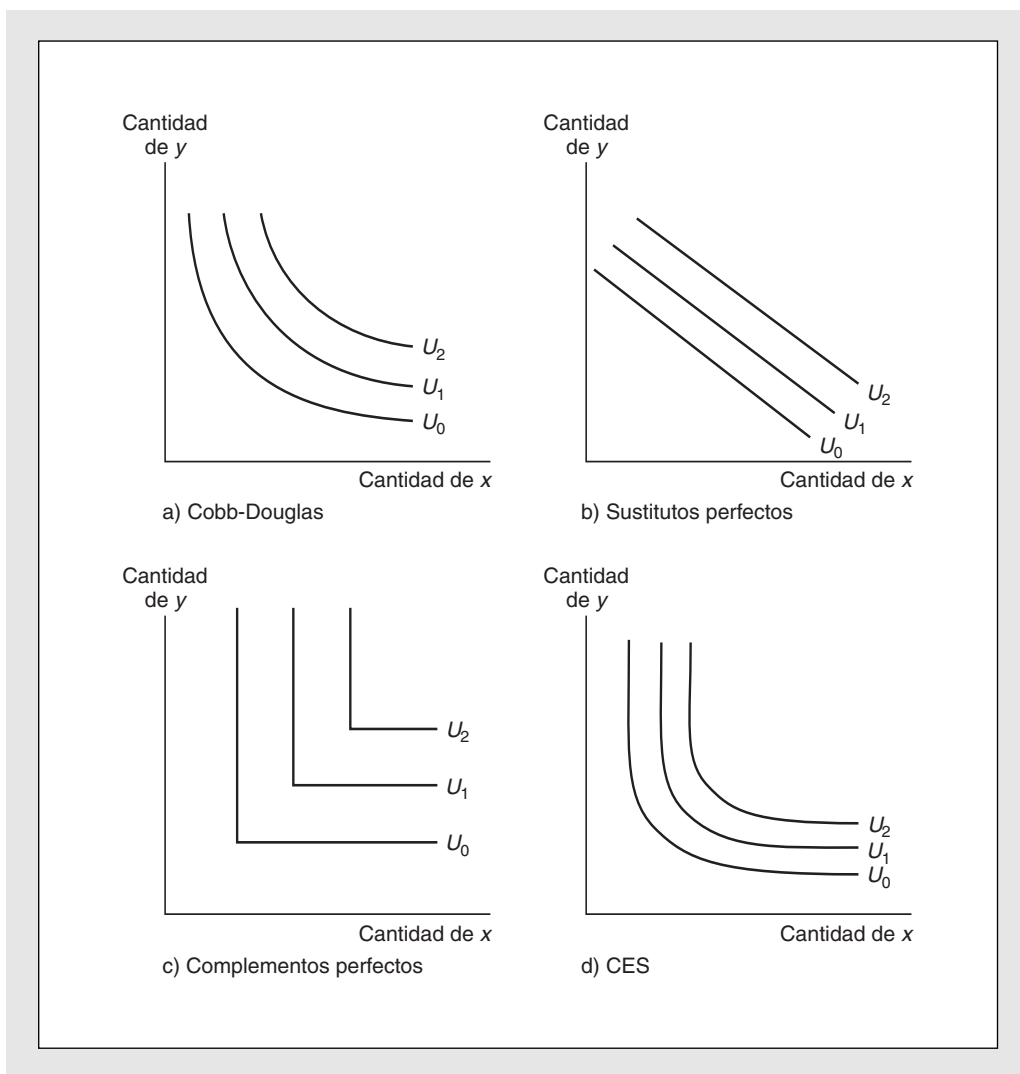 Cantidad
de y
U2
U1
U0
Cantidad de x
a) Cobb-Douglas
Cantidad
de y
U2
U1
U0
Cantidad de x
b) Sustitutos perfectos
Cantidad
de y
U2
U1
U0
Cantidad de x
c) Complementos perfectos
Cantidad
de y
U2
U1
U0
Cantidad de x
d) CES